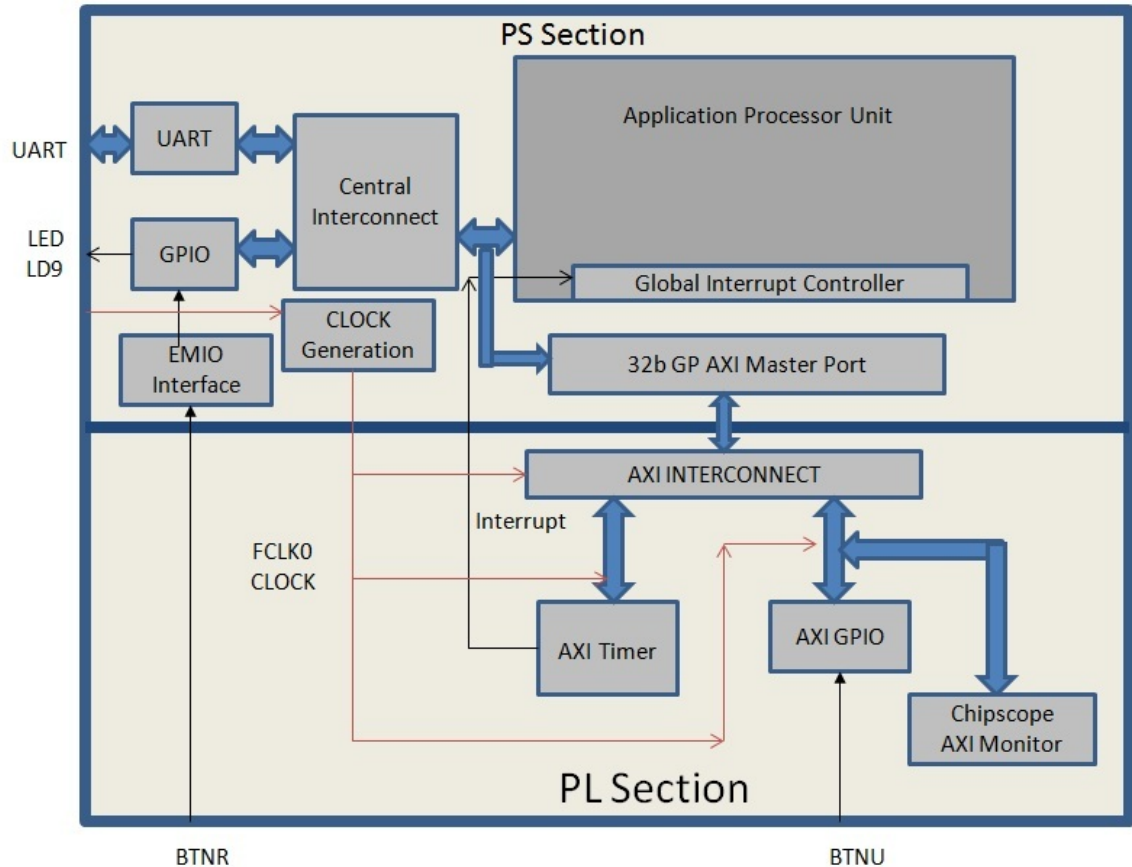 PS Section
Application Processor Unit
UART
UART
Central
Interconnect
LED
LD9
GPIO
Global Interrupt Controller
CLOCK
Generation
EMIO
Interface
32b GP AXI Master Port
AXI INTERCONNECT
Interrupt
FCLK0
CLOCK
AXI Timer
AXI GPIO
Chipscope
AXI Monitor
PL Section
BTNR
BTNU